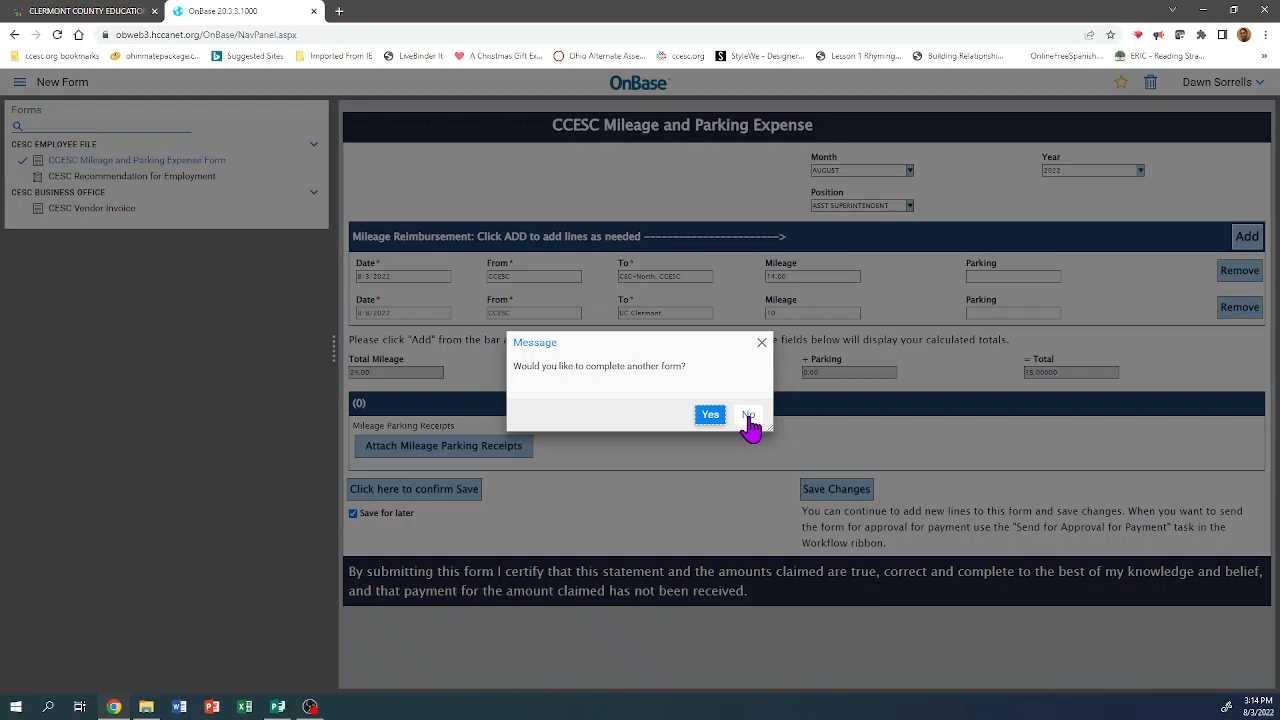 CLERMONT COUNTY EDUCATION
OnBase 20.3.3.1000
obweb3.hccanet.org/OnBase/NavPanel.aspx
ccesc.org bookmarks
ohinmatepackage.c...
Suggested Sites
Imported From IE
LiveBinder It
A Christmas Gift Ex...
Ohio Alternate Asse...
ccesc.org
StyleWe - Designer...
Lesson 1 Rhyming...
Building Relationshi...
OnlineFreeSpanish...
ERIC - Reading Stra...
New Form
OnBase
Dawn Sorrells
Forms
CESC EMPLOYEE FILE
CCESC Mileage and Parking Expense Form
CESC Recommendation for Employment
CESC BUSINESS OFFICE
CESC Vendor Invoice
CCESC Mileage and Parking Expense
Month Year
AUGUST 2022
Position
ASST SUPERINTENDENT
Mileage Reimbursement: Click ADD to add lines as needed ----------------------->
Add
Date* From* To* Mileage Parking
8/3/2022 CCESC CEC-North, CCESC 14.00
Remove
Date* From* To* Mileage Parking
8/8/2022 CCESC UC Clermont 10
Remove
Please click "Add" from the bar a
e fields below will display your calculated totals.
Total Mileage + Parking = Total
24.00 0.00 15.00000
Message
Would you like to complete another form?
Yes No
(0)
Mileage Parking Receipts
Attach Mileage Parking Receipts
Click here to confirm Save
Save for later
Save Changes
You can continue to add new lines to this form and save changes. When you want to send
the form for approval for payment use the "Send for Approval for Payment" task in the
Workflow ribbon.
By submitting this form I certify that this statement and the amounts claimed are true, correct and complete to the best of my knowledge and belief,
and that payment for the amount claimed has not been received.
3:14 PM
8/3/2022